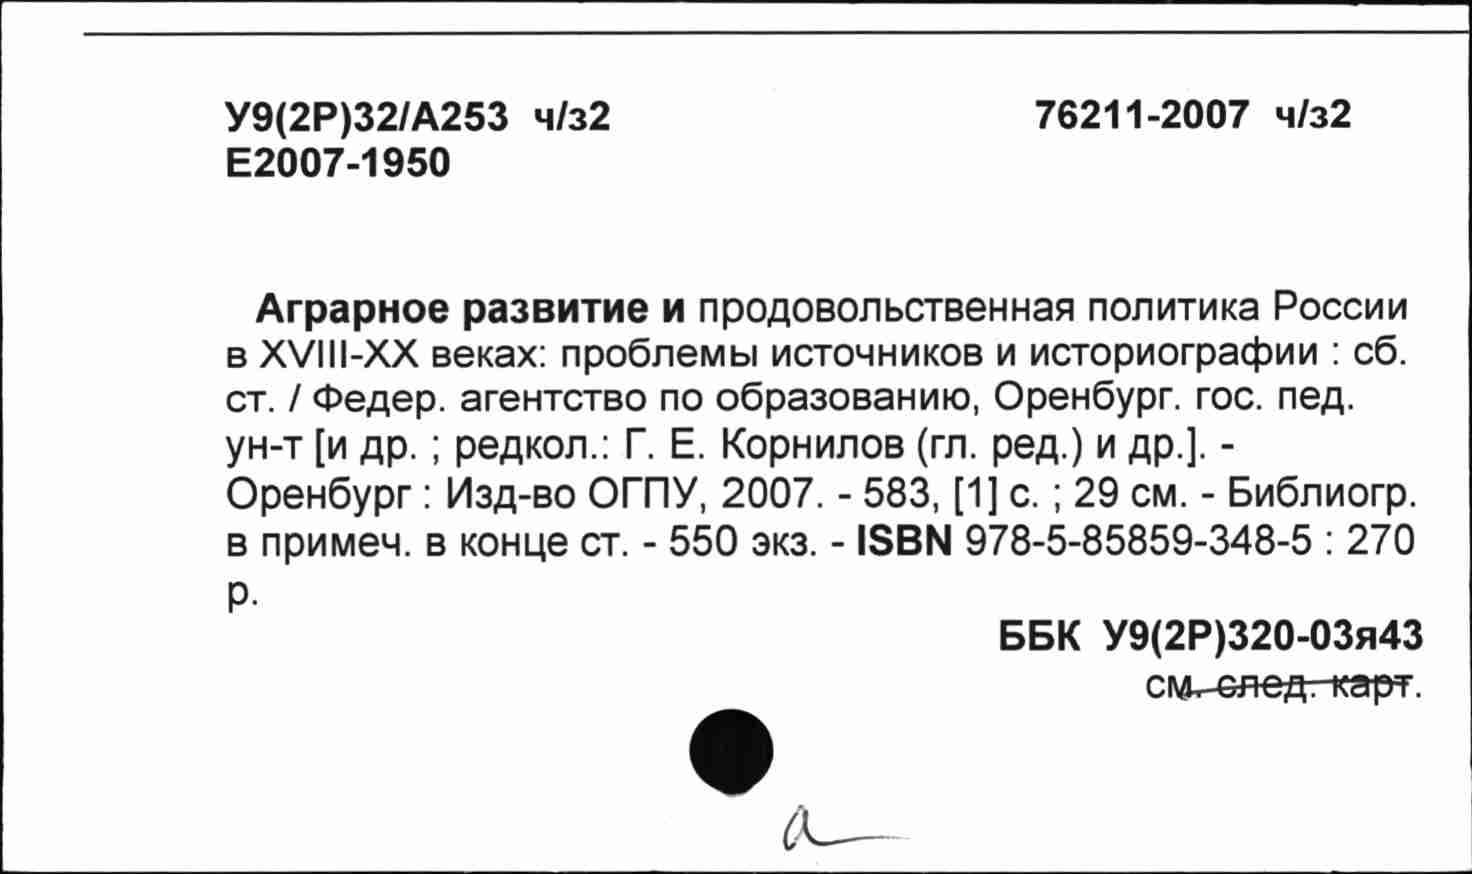 У9(2Р)32/А253 ч/з2 76211-2007 ч/з2
Е2007-1950
Аграрное развитие и продовольственная политика России
в XVIII-XX веках: проблемы источников и историографии : сб.
ст. / Федер. агентство по образованию, Оренбург. гос. пед.
ун-т [и др. ; редкол.: Г. Е. Корнилов (гл. ред.) и др.]. -
Оренбург : Изд-во ОГПУ, 2007. - 583, [1] с. ; 29 см. - Библиогр.
в примеч. в конце ст. - 550 экз. - ISBN 978-5-85859-348-5 : 270
р.
ББК У9(2Р)320-03я43
см. след. карт.
а